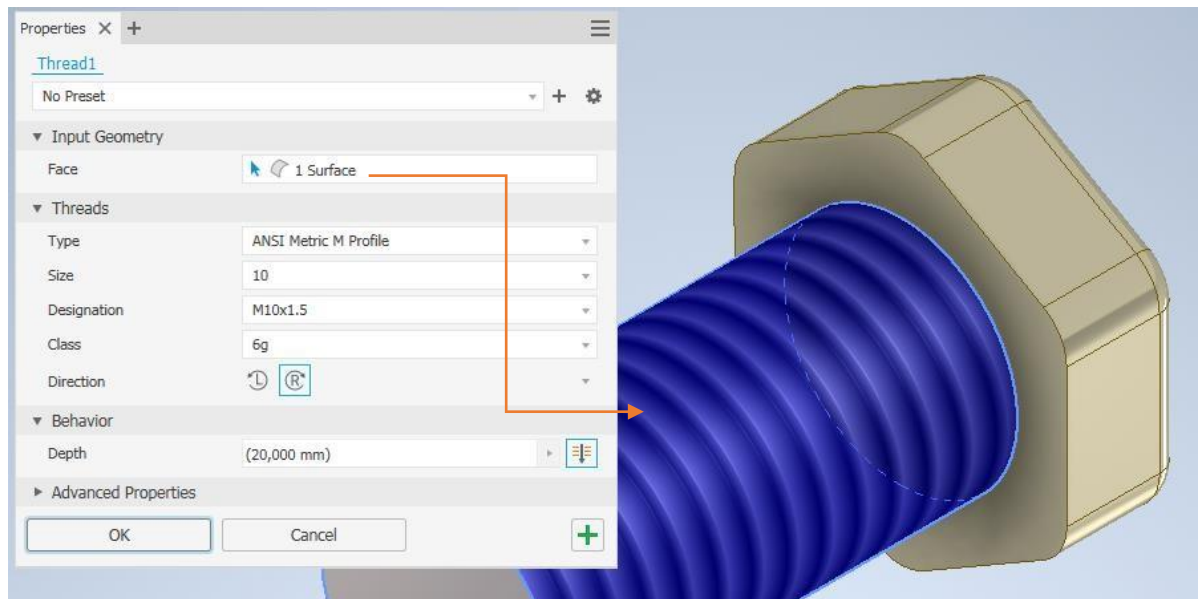 Properties
Thread1
No Preset
Input Geometry
Face 1 Surface
Threads
Type ANSI Metric M Profile
Size 10
Designation M10x1.5
Class 6g
Direction L R
Behavior
Depth (20,000 mm)
Advanced Properties
OK Cancel